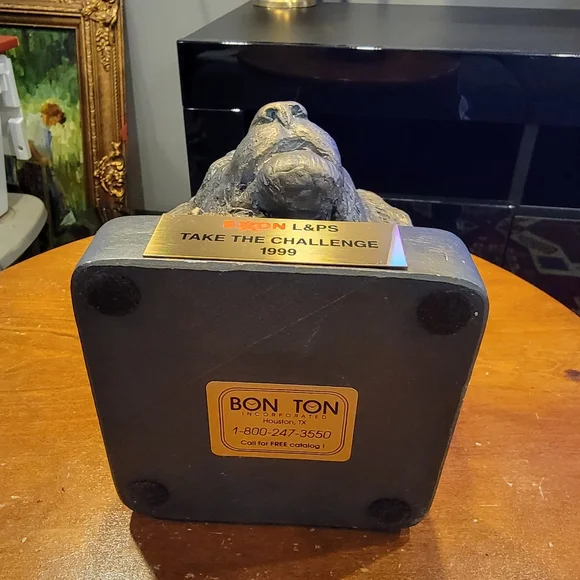 EXXON L&PS
TAKE THE CHALLENGE
1999
BON TON
INCORPORATED
Houston, TX
1-800-247-3550
Call for FREE catalog !